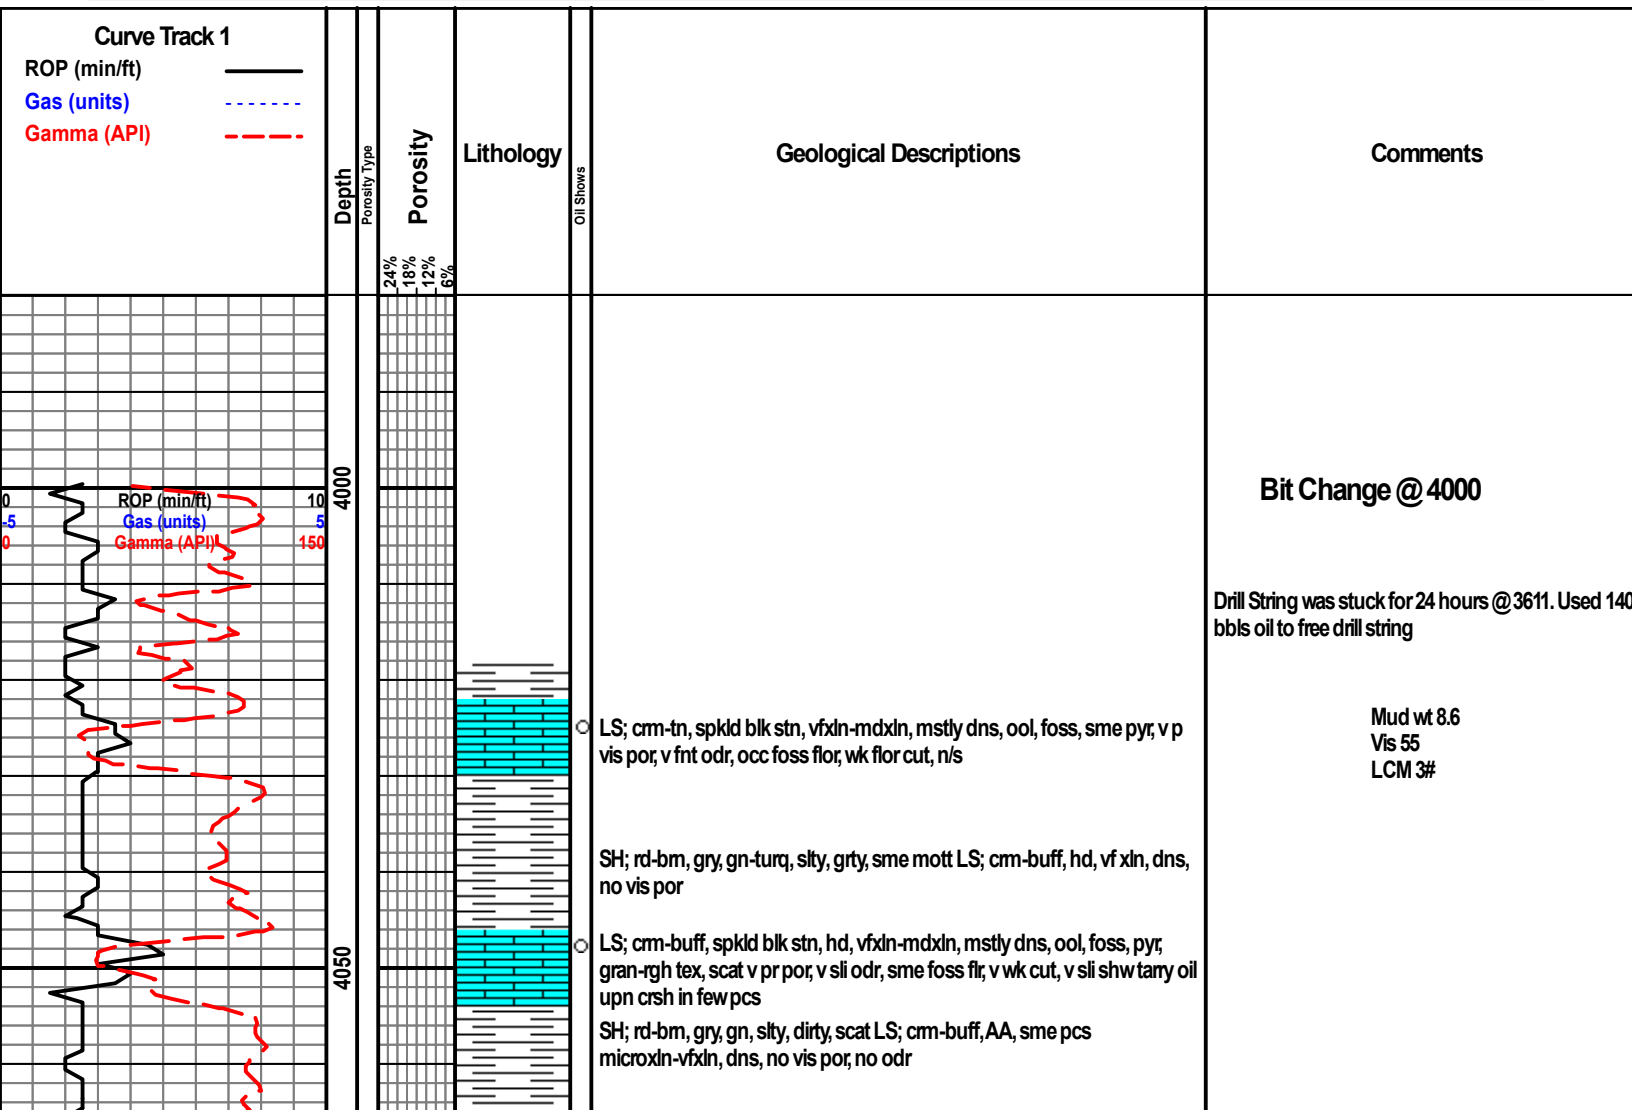 Curve Track 1
ROP (min/ft)
Gas (units)
Gamma (API)
Depth
Porosity Type
Porosity
24%
18%
12%
6%
Lithology
Oil Shows
Geological Descriptions
Comments
0 ROP (min/ft) 10
-5 Gas (units) 5
0 Gamma (API) 150
4000
Bit Change @ 4000
Drill String was stuck for 24 hours @ 3611. Used 140
bbls oil to free drill string
LS; crm-tn, spkld blk stn, vfxln-mdxln, mstly dns, ool, foss, sme pyr, v p
vis por, v fnt odr, occ foss flor, wk flor cut, n/s
Mud wt 8.6
Vis 55
LCM 3#
SH; rd-brn, gry, gn-turq, slty, grty, sme mott LS; crm-buff, hd, vf xln, dns,
no vis por
LS; crm-buff, spkld blk stn, hd, vfxln-mdxln, mstly dns, ool, foss, pyr,
gran-rgh tex, scat v pr por, v sli odr, sme foss flr, v wk cut, v sli shw tarry oil
upn crsh in few pcs
4050
SH; rd-brn, gry, gn, slty, dirty, scat LS; crm-buff, AA, sme pcs
microxln-vfxln, dns, no vis por, no odr